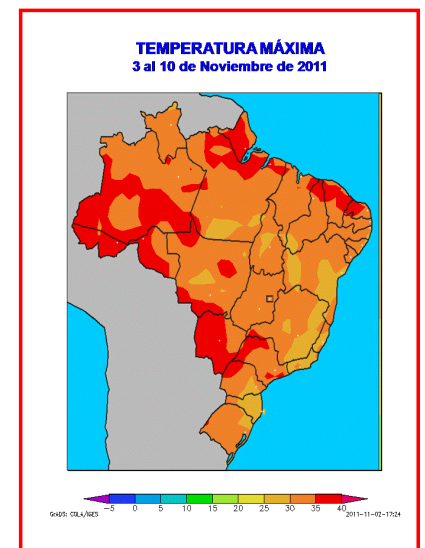 TEMPERATURA MÁXIMA
3 al 10 de Noviembre de 2011
-5 0 5 10 15 20 25 30 35 40
GrADS: COLA/IGES 2011-11-02-17:24